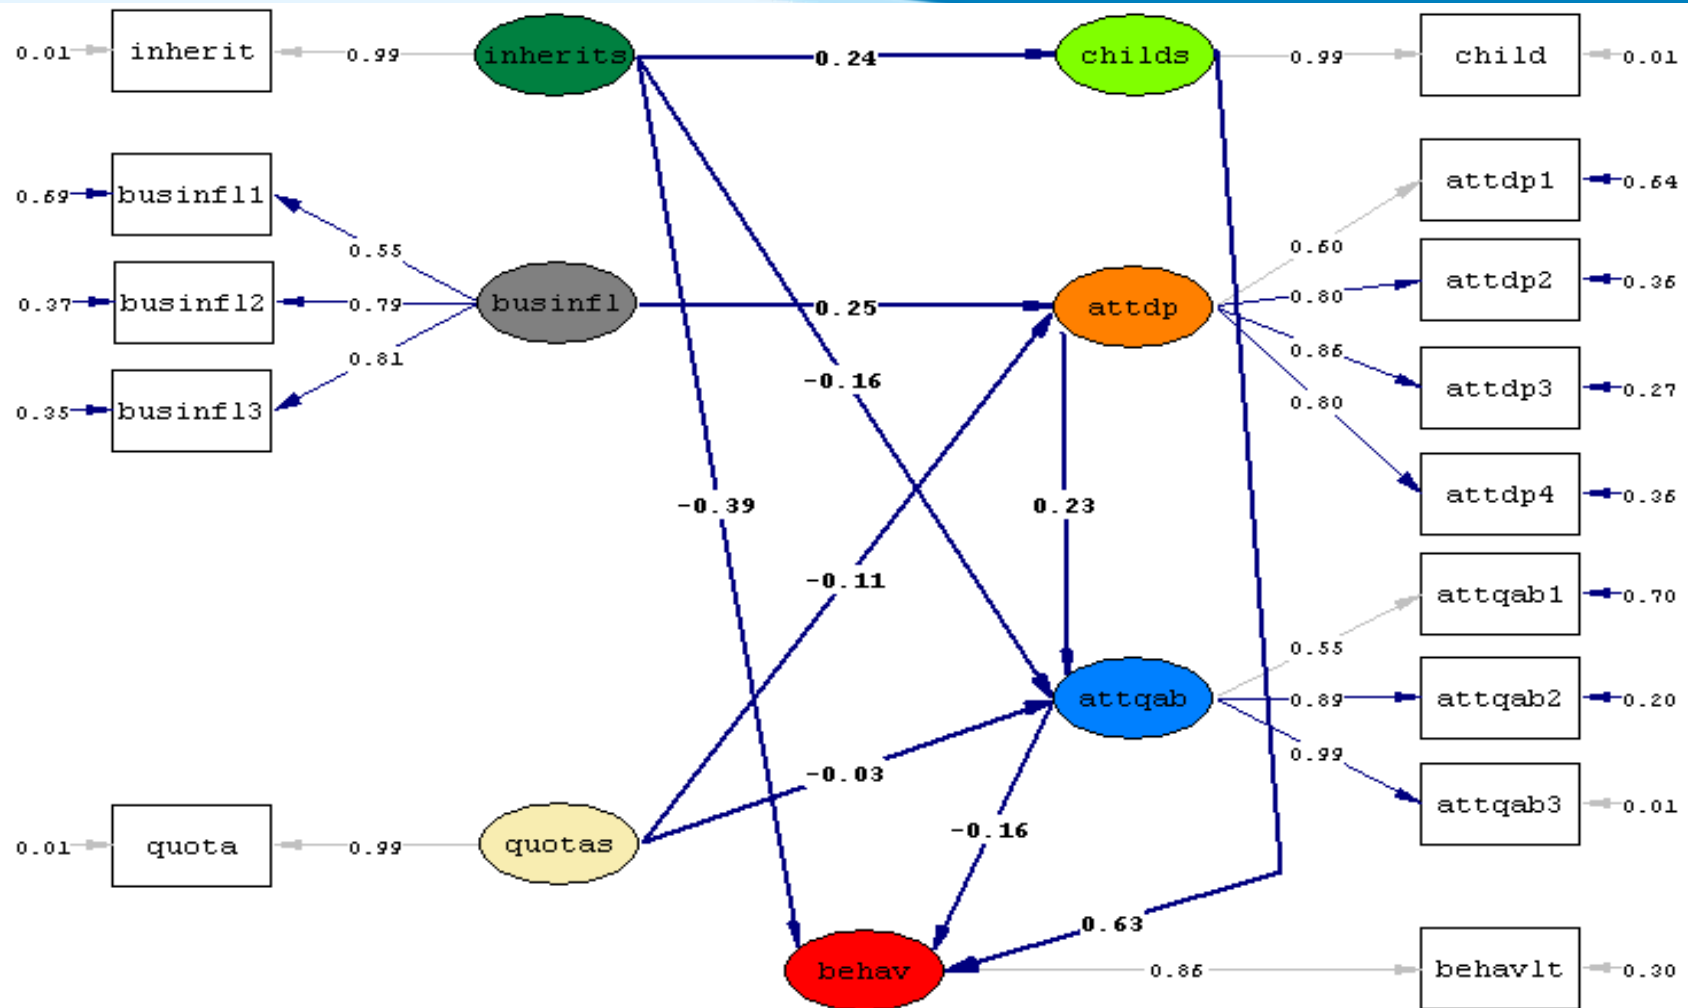 0.01 inherit 0.99 inherits 0.24 childs 0.99 child 0.01
0.69 businfl1 0.55 attdp1 0.64
0.60
0.37 businfl2 0.79 businfl 0.25 attdp 0.80 attdp2 0.36
0.81 0.86 attdp3 0.27
0.35 businfl3 -0.16 0.80
-0.39 0.23 attdp4 0.36
-0.11 attqab1 0.70
0.55
attqab 0.89 attqab2 0.20
-0.03 0.99
attqab3 0.01
0.01 quota 0.99 quotas -0.16
0.63
behav 0.86 behavlt 0.30